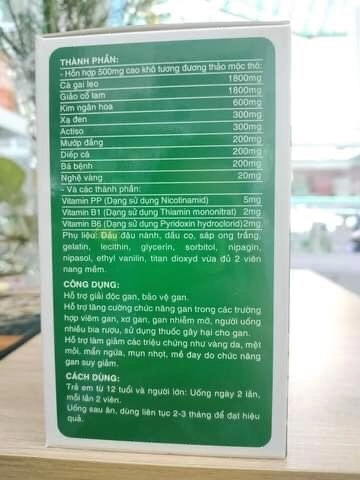 THÀNH PHẦN:
- Hỗn hợp 500mg cao khô tương đương thảo mộc thô:
Cà gai leo 1800mg
Giảo cổ lam 1800mg
Kim ngân hoa 600mg
Xạ đen 300mg
Actiso 300mg
Mướp đắng 200mg
Diếp cá 200mg
Bá bệnh 200mg
Nghệ vàng 20mg
- Và các thành phần:
Vitamin PP (Dạng sử dụng Nicotinamid) 5mg
Vitamin B1 (Dạng sử dụng Thiamin mononitrat) 2mg
Vitamin B6 (Dạng sử dụng Pyridoxin hydroclorid) 2mg
Phụ liệu: Dầu đậu nành, dầu cọ, sáp ong trắng,
gelatin, lecithin, glycerin, sorbitol, nipagin,
nipasol, ethyl vanilin, titan dioxyd vừa đủ 2 viên
nang mềm.
CÔNG DỤNG:
Hỗ trợ giải độc gan, bảo vệ gan.
Hỗ trợ tăng cường chức năng gan trong các trường
hợp viêm gan, xơ gan, gan nhiễm mỡ, người uống
nhiều bia rượu, sử dụng thuốc gây hại cho gan.
Hỗ trợ làm giảm các triệu chứng như vàng da, mệt
mỏi, mẩn ngứa, mụn nhọt, mề đay do chức năng
gan suy giảm.
CÁCH DÙNG:
Trẻ em từ 12 tuổi và người lớn: Uống ngày 2 lần,
mỗi lần 2 viên.
Uống sau ăn, dùng liên tục 2-3 tháng để đạt hiệu
quả.